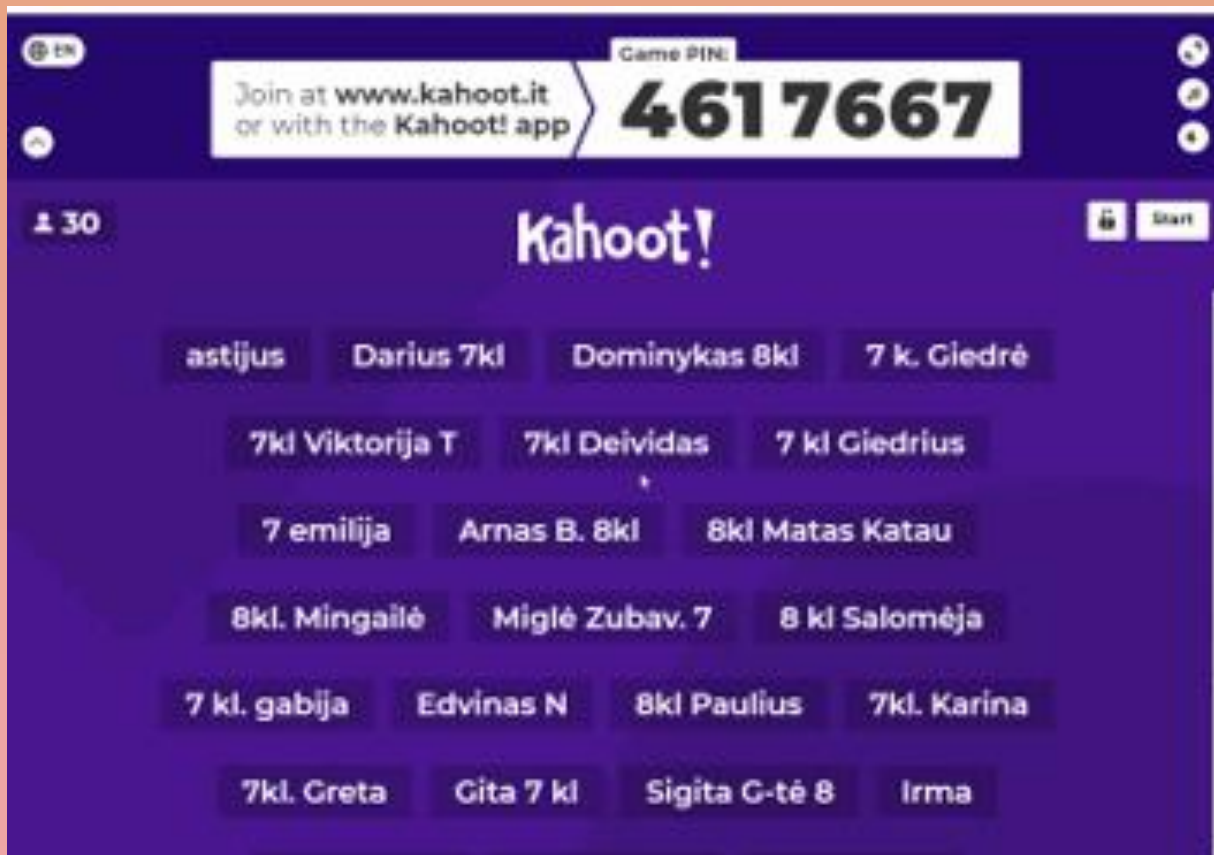 EN
Game PIN:
Join at www.kahoot.it
or with the Kahoot! app
461 7667
30
Kahoot!
Start
astijus Darius 7kl Dominykas 8kl 7 k. Giedrė
7kl Viktorija T 7kl Deividas 7 kl Giedrius
7 emilija Arnas B. 8kl 8kl Matas Katau
8kl. Mingailė Miglė Zubav. 7 8 kl Salomėja
7 kl. gabija Edvinas N 8kl Paulius 7kl. Karina
7kl. Greta Gita 7 kl Sigita G-tė 8 Irma